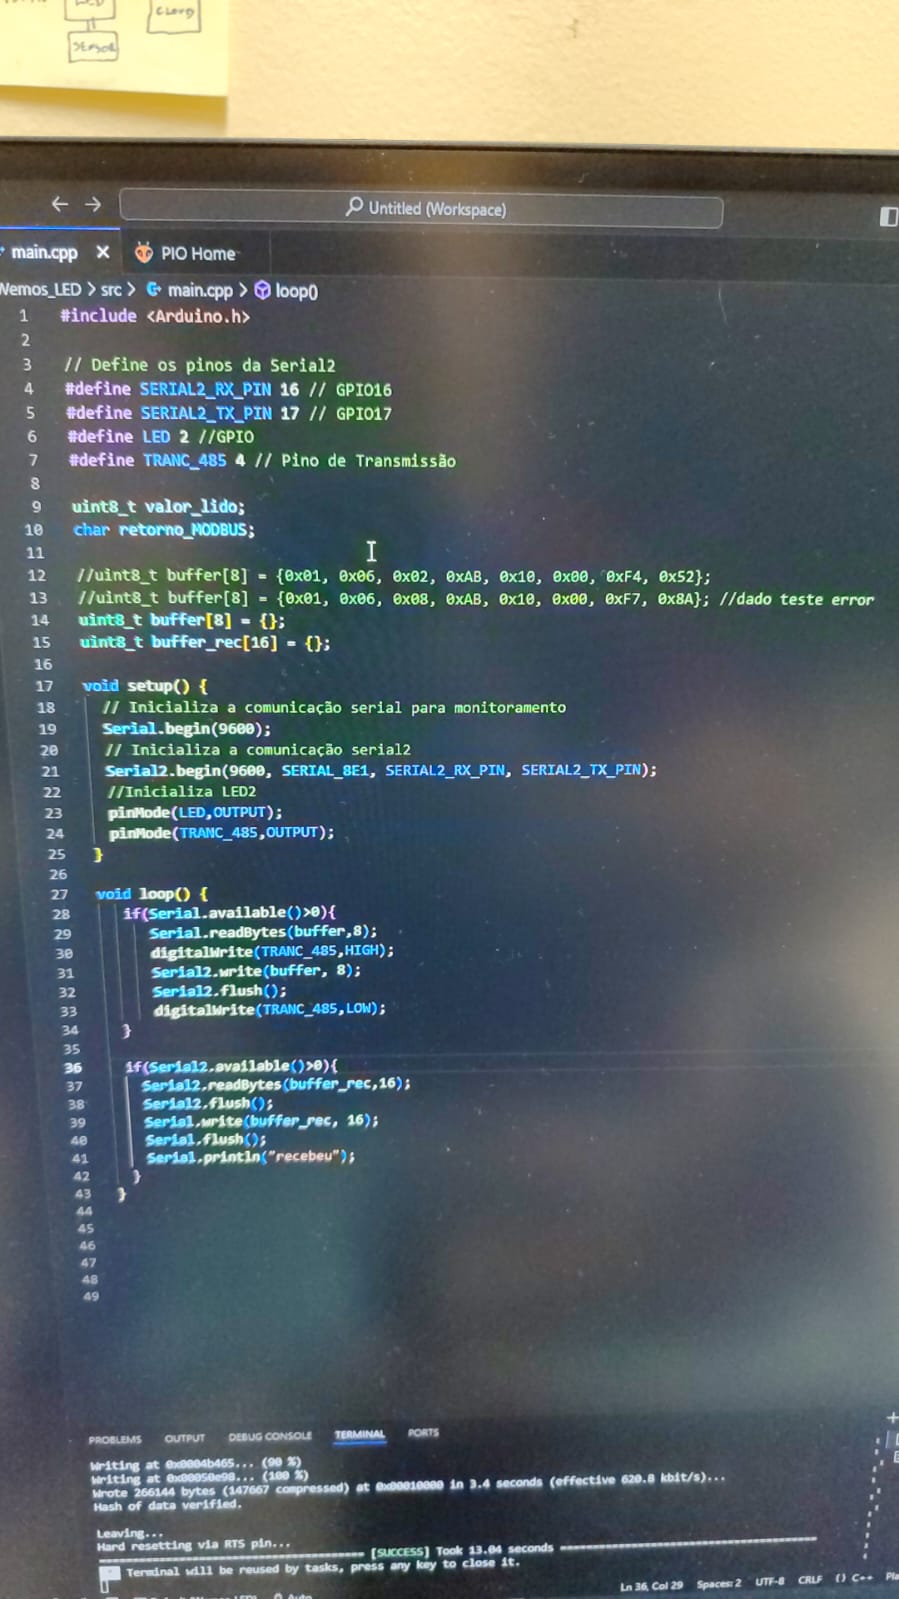 SENSOR
CLOUD
Untitled (Workspace)
main.cpp
PIO Home
Wemos_LED > src > main.cpp > loop()
1 #include <Arduino.h>
2
3 // Define os pinos da Serial2
4 #define SERIAL2_RX_PIN 16 // GPIO16
5 #define SERIAL2_TX_PIN 17 // GPIO17
6 #define LED 2 //GPIO
7 #define TRANC_485 4 // Pino de Transmissão
8
9 uint8_t valor_lido;
10 char retorno_MODBUS;
11
12 //uint8_t buffer[8] = {0x01, 0x06, 0x02, 0xAB, 0x10, 0x00, 0xF4, 0x52};
13 //uint8_t buffer[8] = {0x01, 0x06, 0x08, 0xAB, 0x10, 0x00, 0xF7, 0x8A}; //dado teste error
14 uint8_t buffer[8] = {};
15 uint8_t buffer_rec[16] = {};
16
17 void setup() {
18 // Inicializa a comunicação serial para monitoramento
19 Serial.begin(9600);
20 // Inicializa a comunicação serial2
21 Serial2.begin(9600, SERIAL_8E1, SERIAL2_RX_PIN, SERIAL2_TX_PIN);
22 //Inicializa LED2
23 pinMode(LED,OUTPUT);
24 pinMode(TRANC_485,OUTPUT);
25 }
26
27 void loop() {
28 if(Serial.available()>0){
29 Serial.readBytes(buffer,8);
30 digitalWrite(TRANC_485,HIGH);
31 Serial2.write(buffer, 8);
32 Serial2.flush();
33 digitalWrite(TRANC_485,LOW);
34 }
35
36 if(Serial2.available()>0){
37 Serial2.readBytes(buffer_rec,16);
38 Serial2.flush();
39 Serial.write(buffer_rec, 16);
40 Serial.flush();
41 Serial.println("recebeu");
42 }
43 }
44
45
46
47
48
49
PROBLEMS OUTPUT DEBUG CONSOLE TERMINAL PORTS
Writing at 0x0004b465... (90 %)
Writing at 0x00050e98... (100 %)
Wrote 266144 bytes (147667 compressed) at 0x00010000 in 3.4 seconds (effective 620.8 kbit/s)...
Hash of data verified.
Leaving...
Hard resetting via RTS pin...
[SUCCESS] Took 13.04 seconds
Terminal will be reused by tasks, press any key to close it.
Ln 36, Col 29 Spaces: 2 UTF-8 CRLF {} C++
Auto